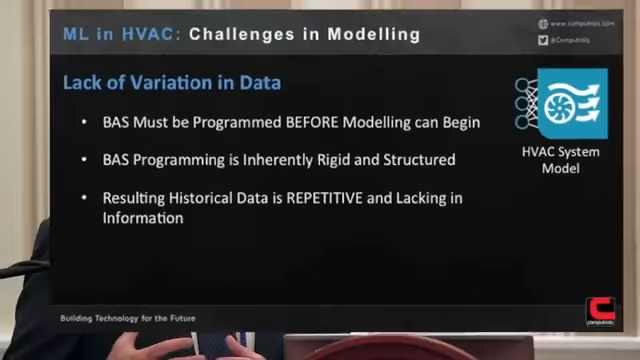 ML in HVAC: Challenges in Modelling
www.computrols.com
@Computrols
Lack of Variation in Data
• BAS Must be Programmed BEFORE Modelling can Begin
• BAS Programming is Inherently Rigid and Structured
• Resulting Historical Data is REPETITIVE and Lacking in
Information
HVAC System
Model
Building Technology for the Future
computrols